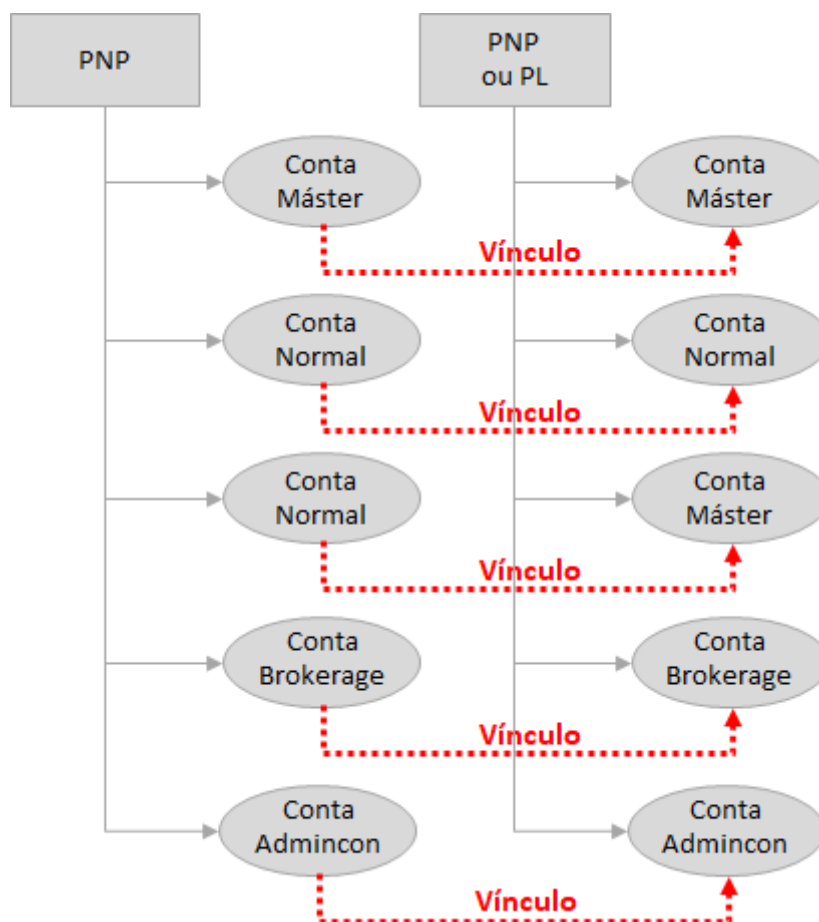 PNP
PNP
ou PL
Conta
Máster
Conta
Máster
Vínculo
Conta
Normal
Conta
Normal
Vínculo
Conta
Normal
Conta
Máster
Vínculo
Conta
Brokerage
Conta
Brokerage
Vínculo
Conta
Admincon
Conta
Admincon
Vínculo